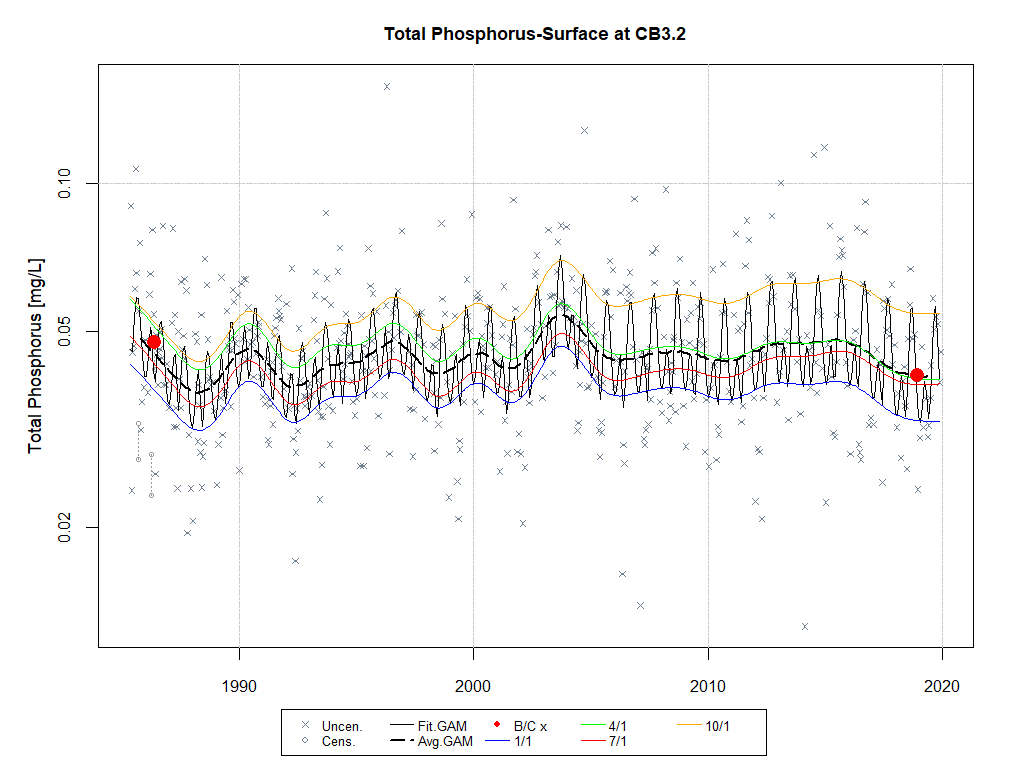 Total Phosphorus-Surface at CB3.2
Total Phosphorus [mg/L]
0.10
0.05
0.02
1990 2000 2010 2020
Uncen. Fit.GAM B/C x 4/1 10/1
Cens. Avg.GAM 1/1 7/1